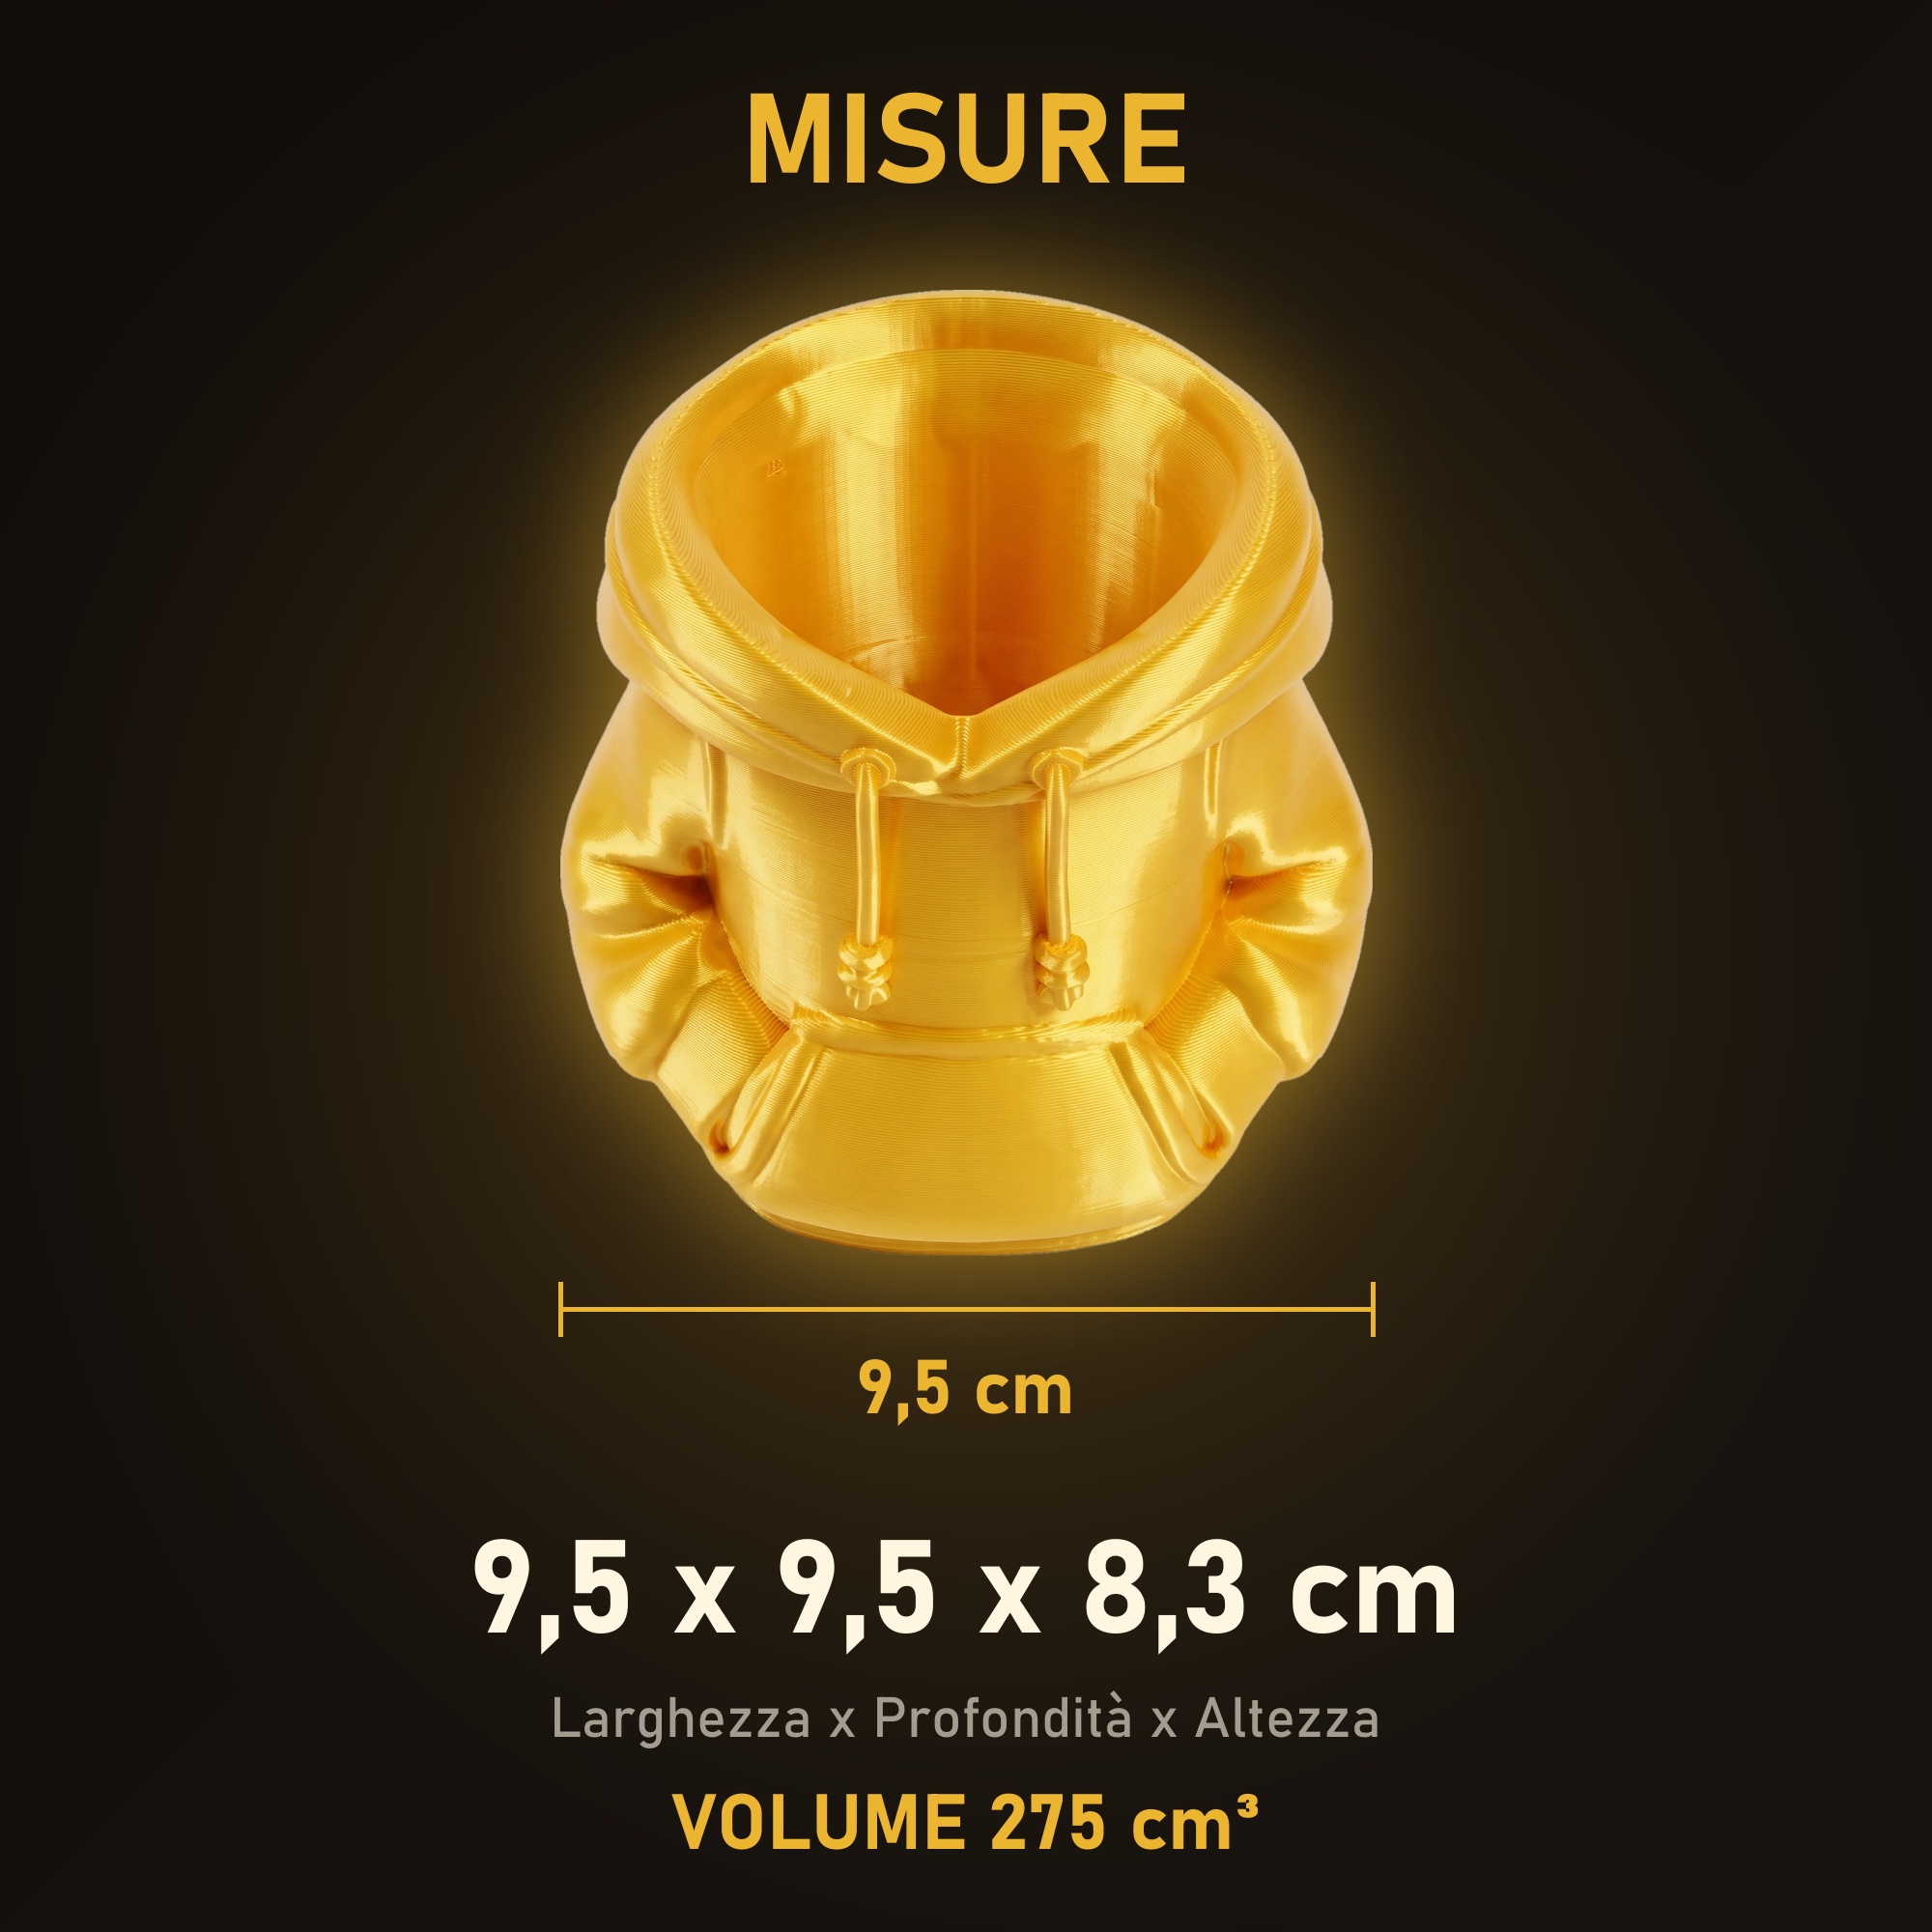 MISURE
9,5 cm
9,5 x 9,5 x 8,3 cm
Larghezza x Profondità x Altezza
VOLUME 275 cm³